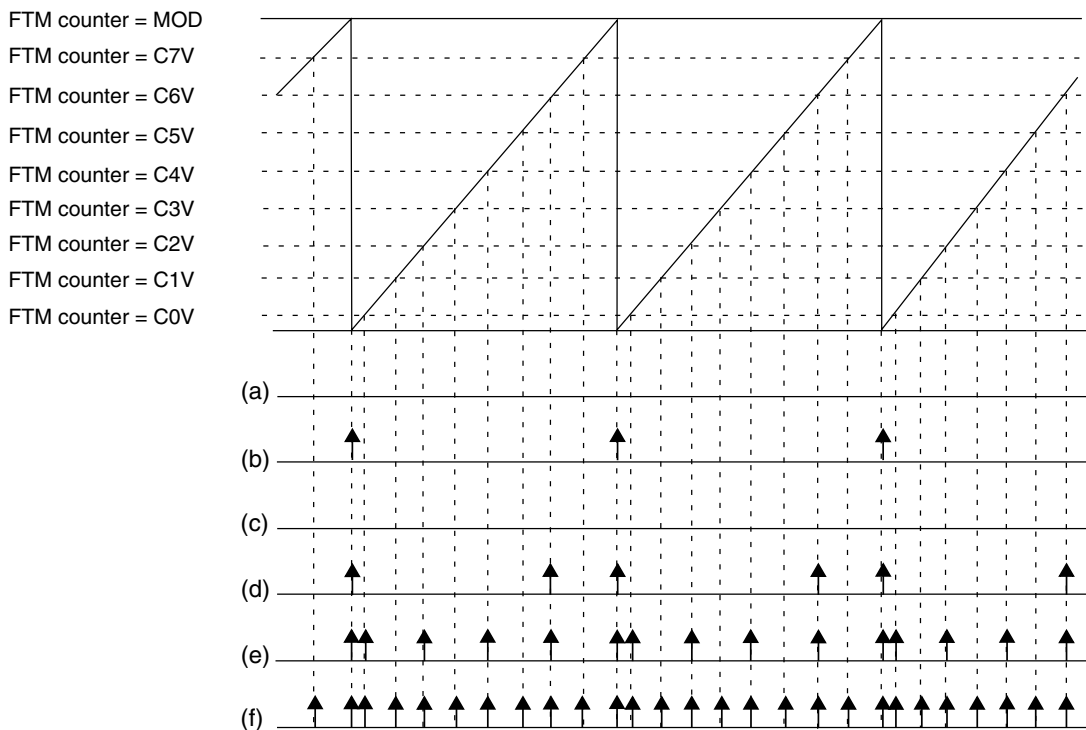 FTM counter = MOD
FTM counter = C7V
FTM counter = C6V
FTM counter = C5V
FTM counter = C4V
FTM counter = C3V
FTM counter = C2V
FTM counter = C1V
FTM counter = C0V
(a)
(b)
(c)
(d)
(e)
(f)